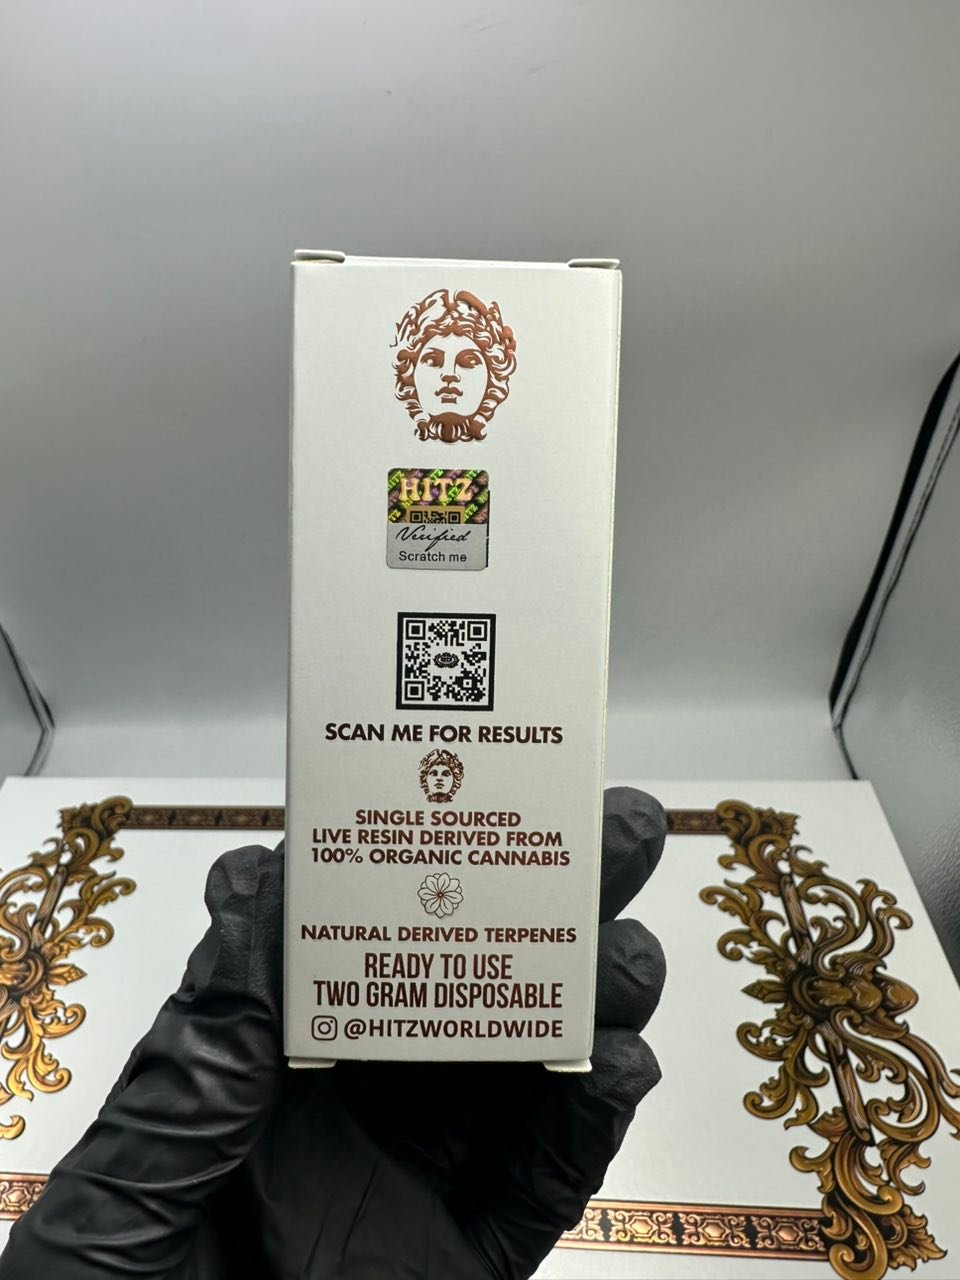 HITZ
Verified
Scratch me
SCAN ME FOR RESULTS
SINGLE SOURCED
LIVE RESIN DERIVED FROM
100% ORGANIC CANNABIS
NATURAL DERIVED TERPENES
READY TO USE
TWO GRAM DISPOSABLE
@HITZWORLDWIDE